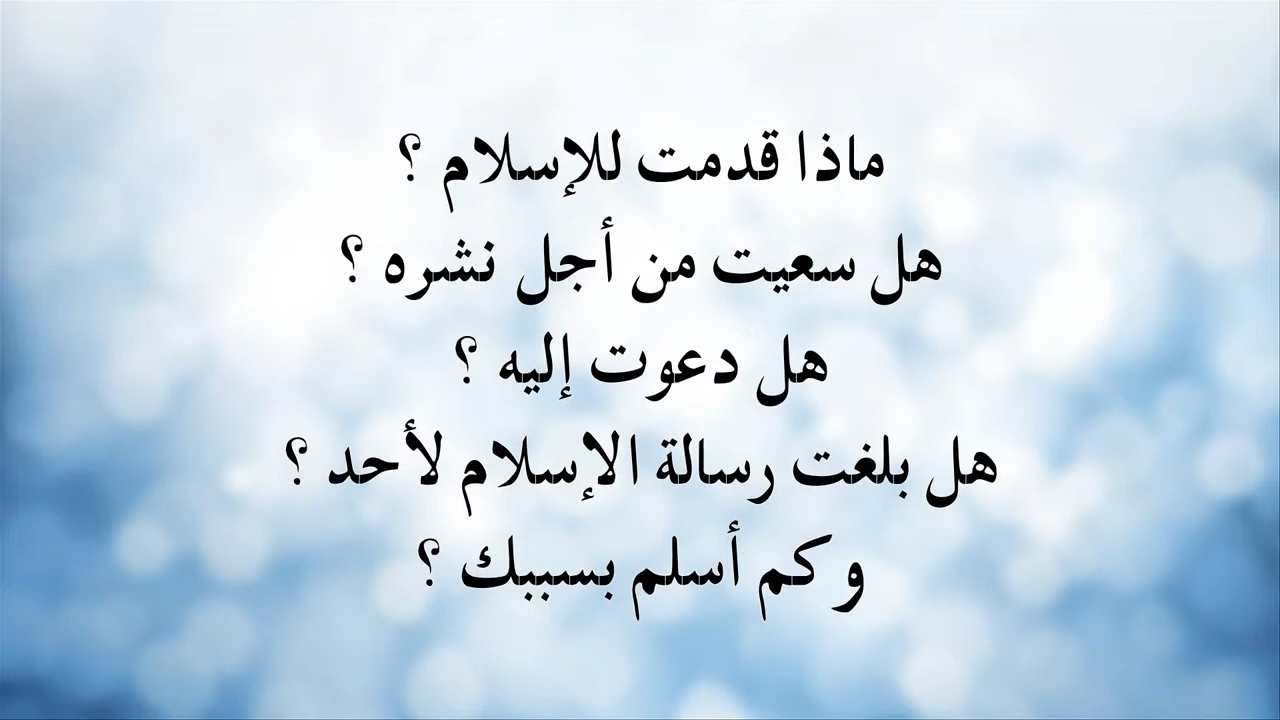 ماذا قدمت للإسلام ؟
هل سعيت من أجل نشره ؟
هل دعوت إليه ؟
هل بلغت رسالة الإسلام لأحد ؟
وكم أسلم بسببك ؟